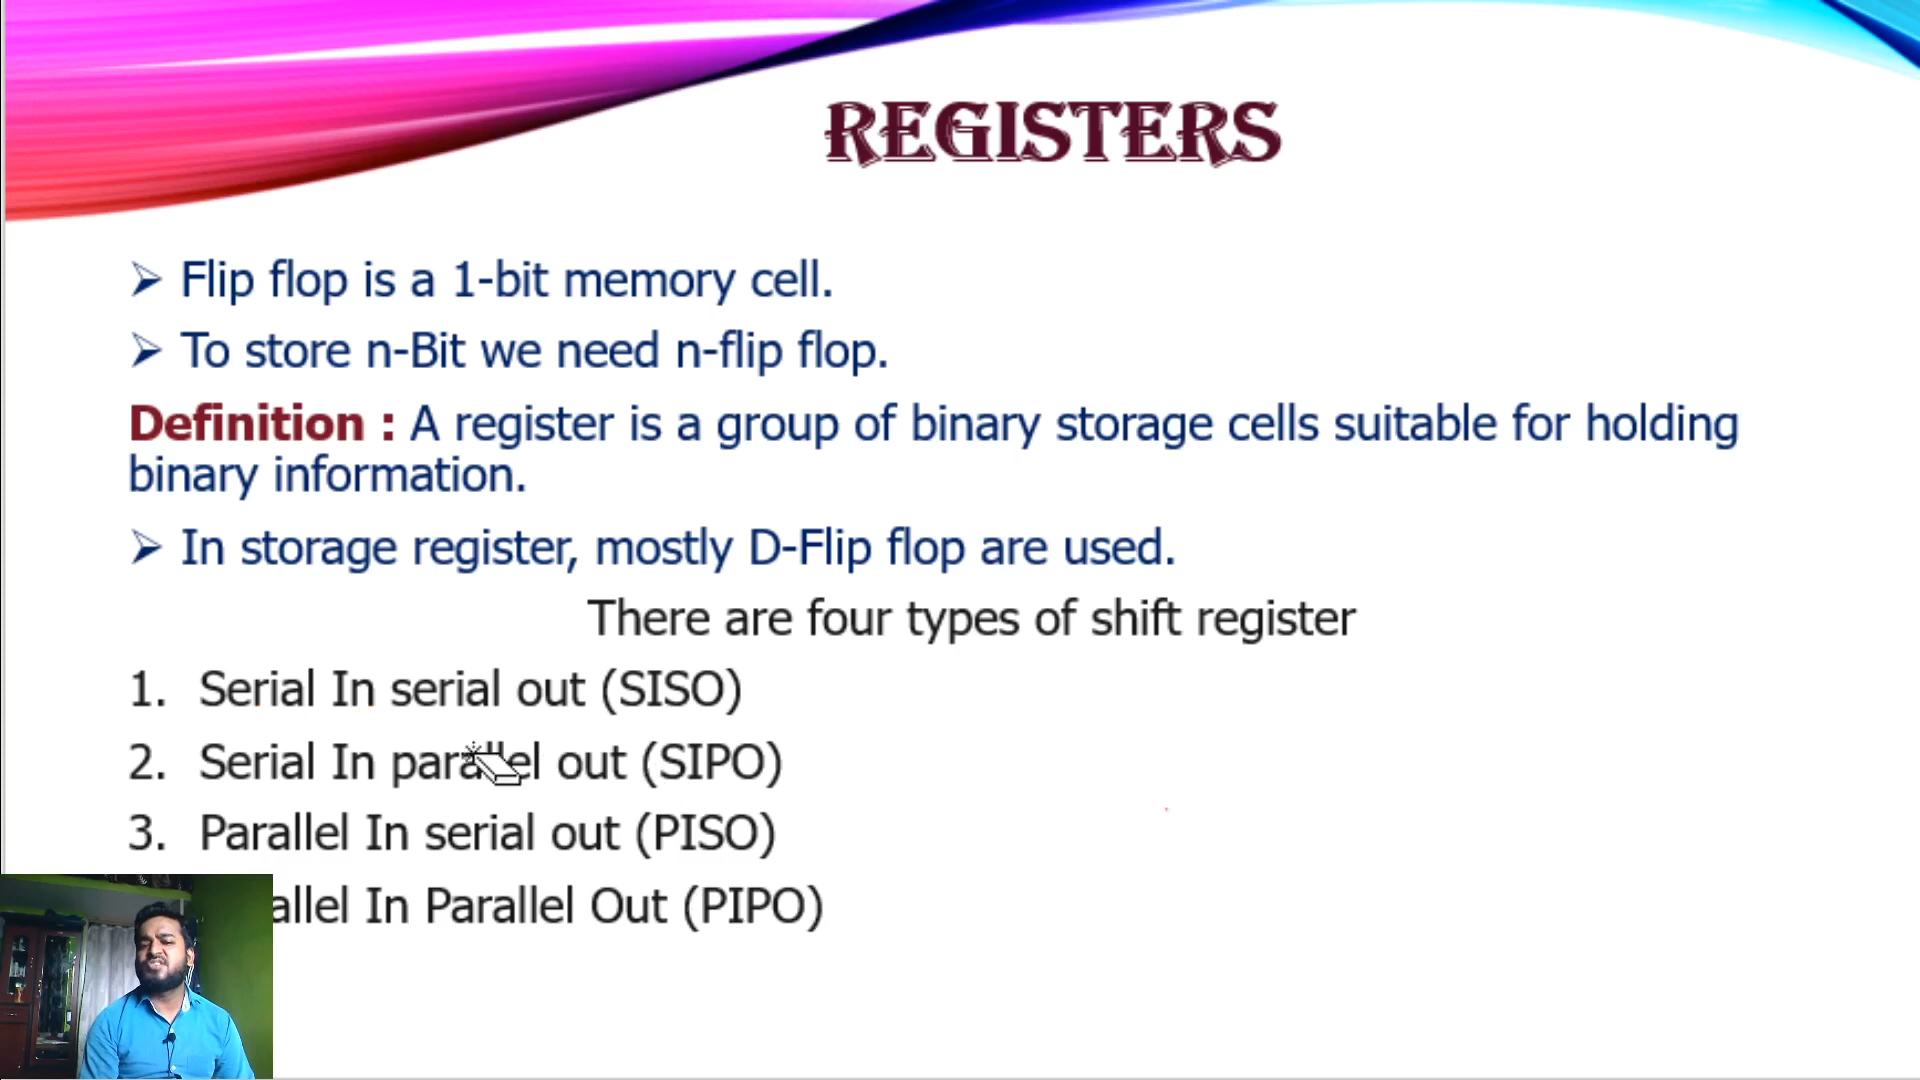 REGISTERS
➢ Flip flop is a 1-bit memory cell.
➢ To store n-Bit we need n-flip flop.
Definition : A register is a group of binary storage cells suitable for holding
binary information.
➢ In storage register, mostly D-Flip flop are used.
There are four types of shift register
1. Serial In serial out (SISO)
2. Serial In parallel out (SIPO)
3. Parallel In serial out (PISO)
allel In Parallel Out (PIPO)